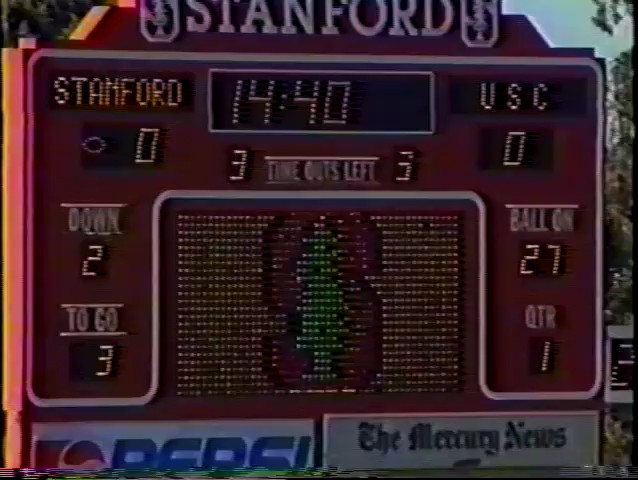 STANFORD
STANFORD 14:40 USC
0 0
3 TIME OUTS LEFT 3
DOWN BALL ON
2 27
TO GO QTR
3 1
PEPSI The Mercury News